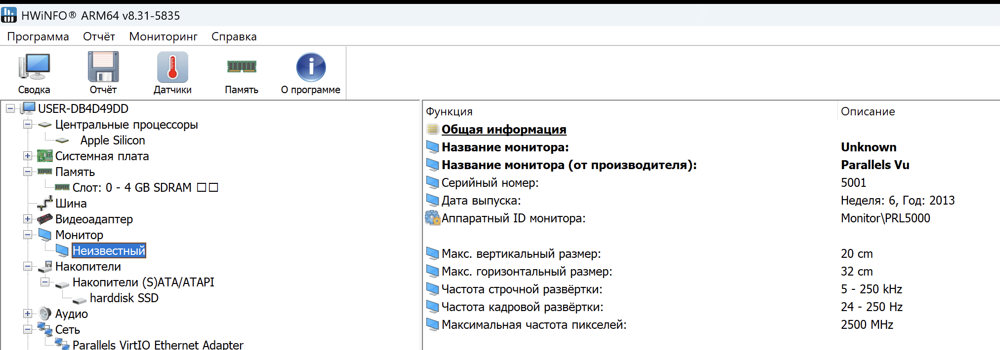 HWiNFO® ARM64 v8.31-5835
Программа Отчёт Мониторинг Справка
Сводка Отчёт Датчики Память О программе
USER-DB4D49DD
Центральные процессоры
Apple Silicon
Системная плата
Память
Слот: 0 - 4 GB SDRAM □□
Шина
Видеоадаптер
Монитор
Неизвестный
Накопители
Накопители (S)ATA/ATAPI
harddisk SSD
Аудио
Сеть
Parallels VirtIO Ethernet Adapter
Функция Описание
Общая информация
Название монитора: Unknown
Название монитора (от производителя): Parallels Vu
Серийный номер: 5001
Дата выпуска: Неделя: 6, Год: 2013
Аппаратный ID монитора: Monitor\PRL5000
Макс. вертикальный размер: 20 cm
Макс. горизонтальный размер: 32 cm
Частота строчной развёртки: 5 - 250 kHz
Частота кадровой развёртки: 24 - 250 Hz
Максимальная частота пикселей: 2500 MHz